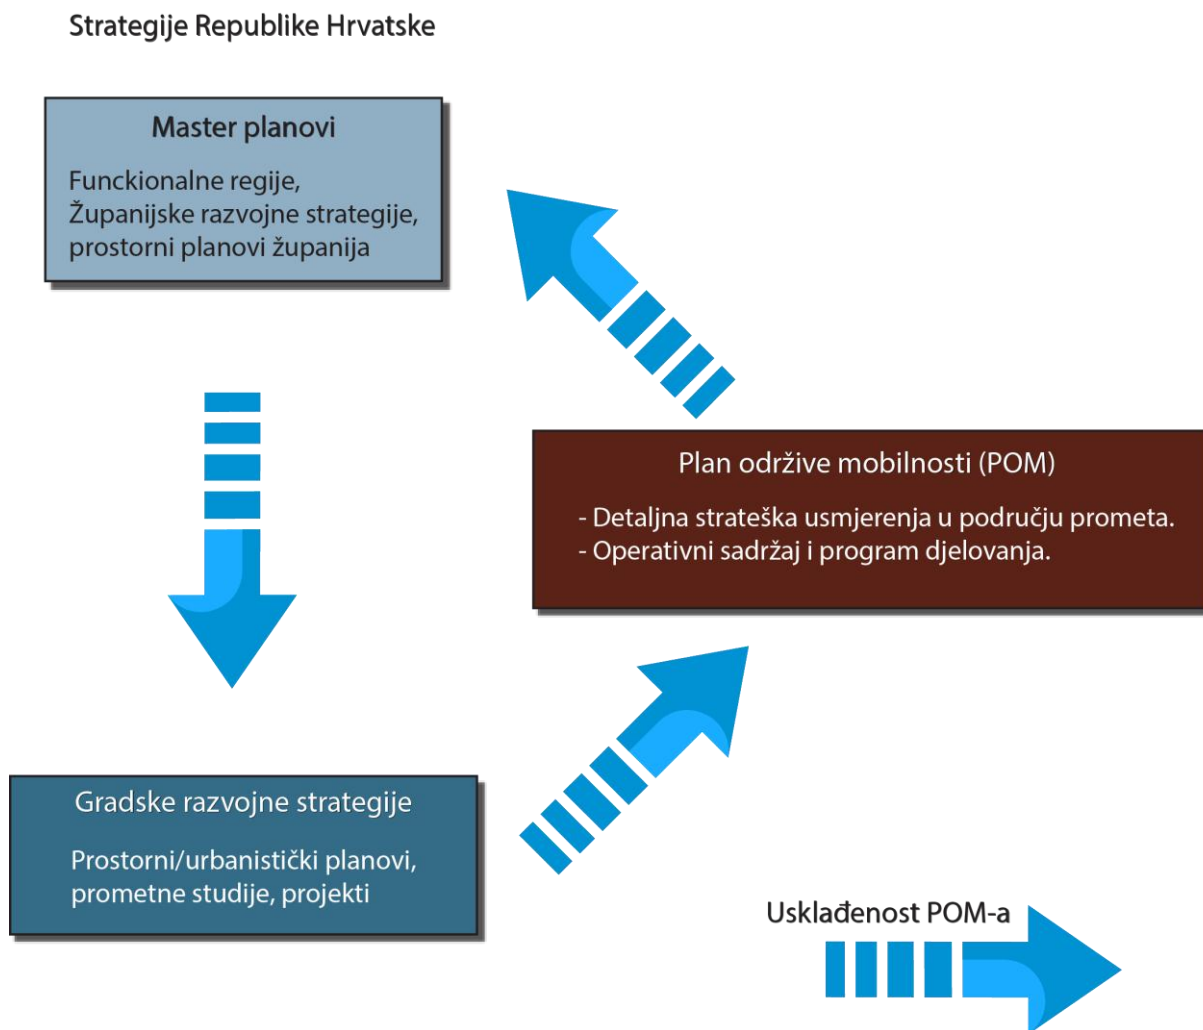 Strategije Republike Hrvatske
Master planovi
Funckionalne regije,
Županijske razvojne strategije,
prostorni planovi županija
Plan održive mobilnosti (POM)
- Detaljna strateška usmjerenja u području prometa.
- Operativni sadržaj i program djelovanja.
Gradske razvojne strategije
Prostorni/urbanistički planovi,
prometne studije, projekti
Usklađenost POM-a